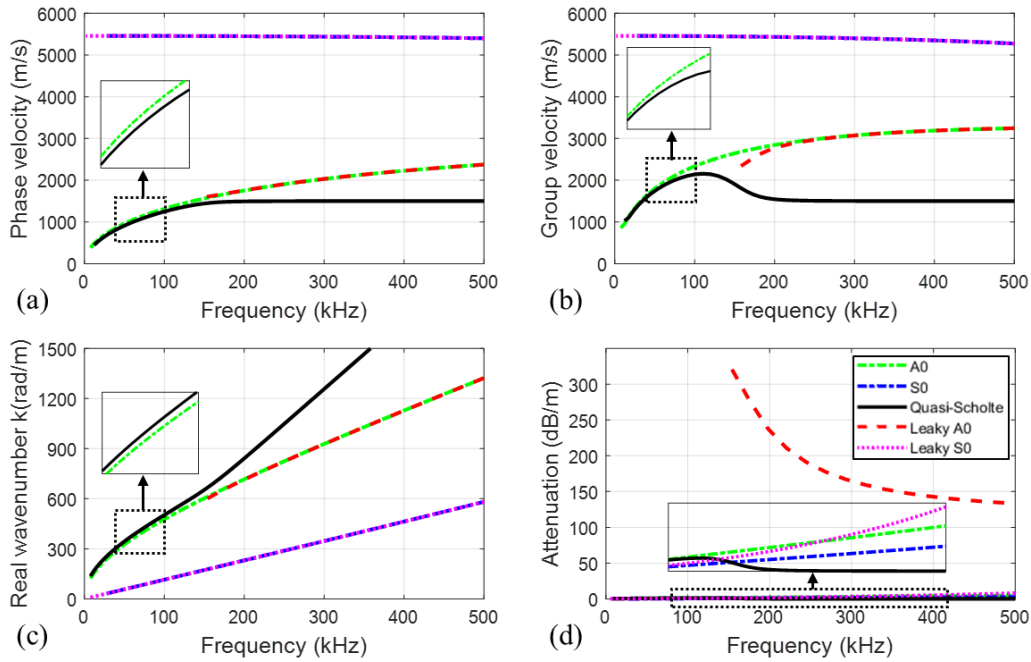 6000
5000
4000
3000
2000
1000
0
Phase velocity (m/s)
0 100 200 300 400 500
Frequency (kHz)
(a)
6000
5000
4000
3000
2000
1000
0
Group velocity (m/s)
0 100 200 300 400 500
Frequency (kHz)
(b)
1500
1200
900
600
300
0
Real wavenumber k(rad/m)
0 100 200 300 400 500
Frequency (kHz)
(c)
300
250
200
150
100
50
0
Attenuation (dB/m)
A0
S0
Quasi-Scholte
Leaky A0
Leaky S0
0 100 200 300 400 500
Frequency (kHz)
(d)